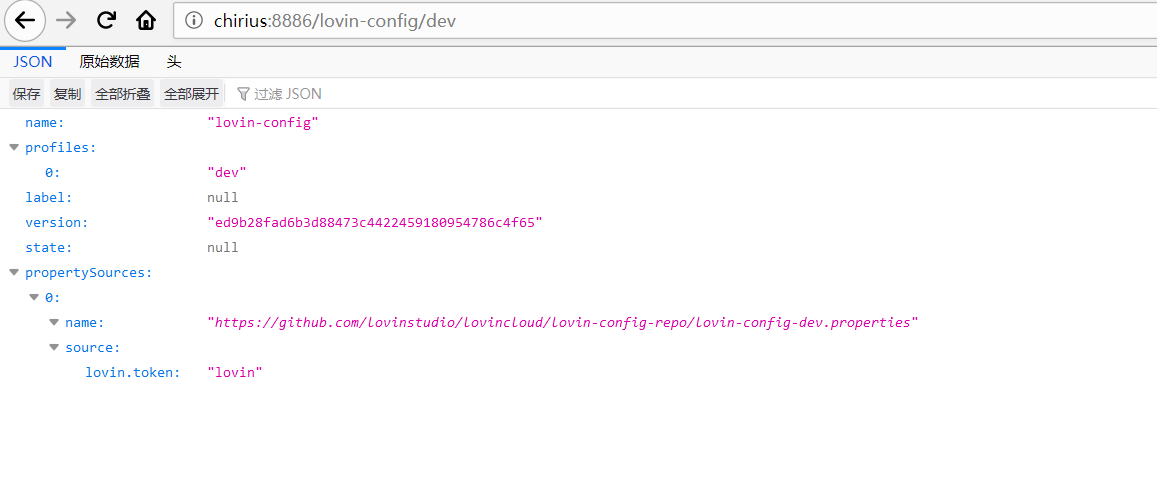 chirius:8886/lovin-config/dev
JSON 原始数据 头
保存 复制 全部折叠 全部展开 过滤 JSON
name: "lovin-config"
profiles:
0: "dev"
label: null
version: "ed9b28fad6b3d88473c4422459180954786c4f65"
state: null
propertySources:
0:
name: "https://github.com/lovinstudio/lovincloud/lovin-config-repo/lovin-config-dev.properties"
source:
lovin.token: "lovin"